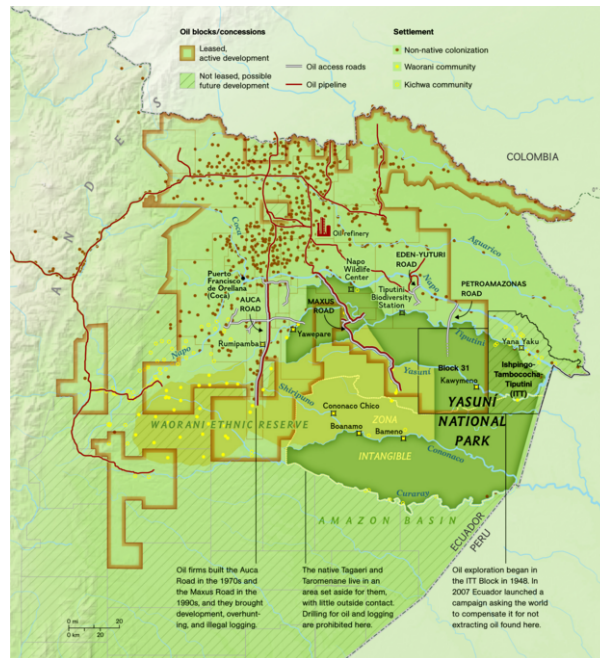 Oil blocks/concessions
Leased,
active development
Not leased, possible
future development
Oil access roads
Oil pipeline
Settlement
Non-native colonization
Waorani community
Kichwa community
ANDES
COLOMBIA
Oil refinery
Coca
Aguarico
EDEN-YUTURI
ROAD
Napo
Wildlife
Center
Napo
PETROAMAZONAS
ROAD
Puerto
Francisco
de Orellana
(Coca)
AUCA
ROAD
MAXUS
ROAD
Tiputini
Biodiversity
Station
Tiputini
Yana Yaku
Yawepare
Rumipamba
Napo
Block 31
Ishpingo-
Tambococha-
Tiputini
(ITT)
Yasuní
Kawymeno
Shiripuno
YASUNÍ
NATIONAL
PARK
Cononaco Chico
ZONA
WAORANI ETHNIC RESERVE
Boanamo
Bameno
INTANGIBLE
Cononaco
Curaray
AMAZON BASIN
ECUADOR
PERU
Oil firms built the Auca
Road in the 1970s and
the Maxus Road in the
1990s, and they brought
development, overhunt-
ing, and illegal logging.
The native Tagaeri and
Taromenane live in an
area set aside for them,
with little outside contact.
Drilling for oil and logging
are prohibited here.
Oil exploration began in
the ITT Block in 1948. In
2007 Ecuador launched a
campaign asking the world
to compensate it for not
extracting oil found here.
0 mi 20
0 km 20